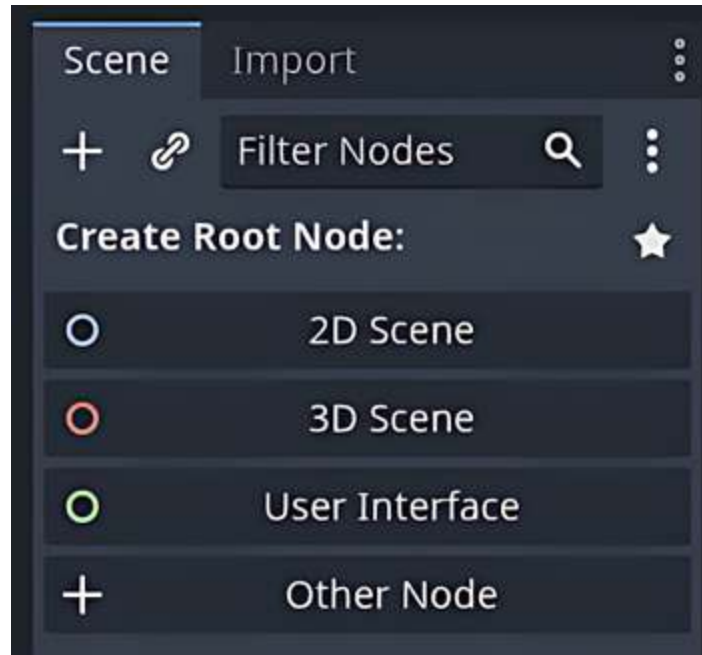 Scene Import
Filter Nodes
Create Root Node:
2D Scene
3D Scene
User Interface
Other Node